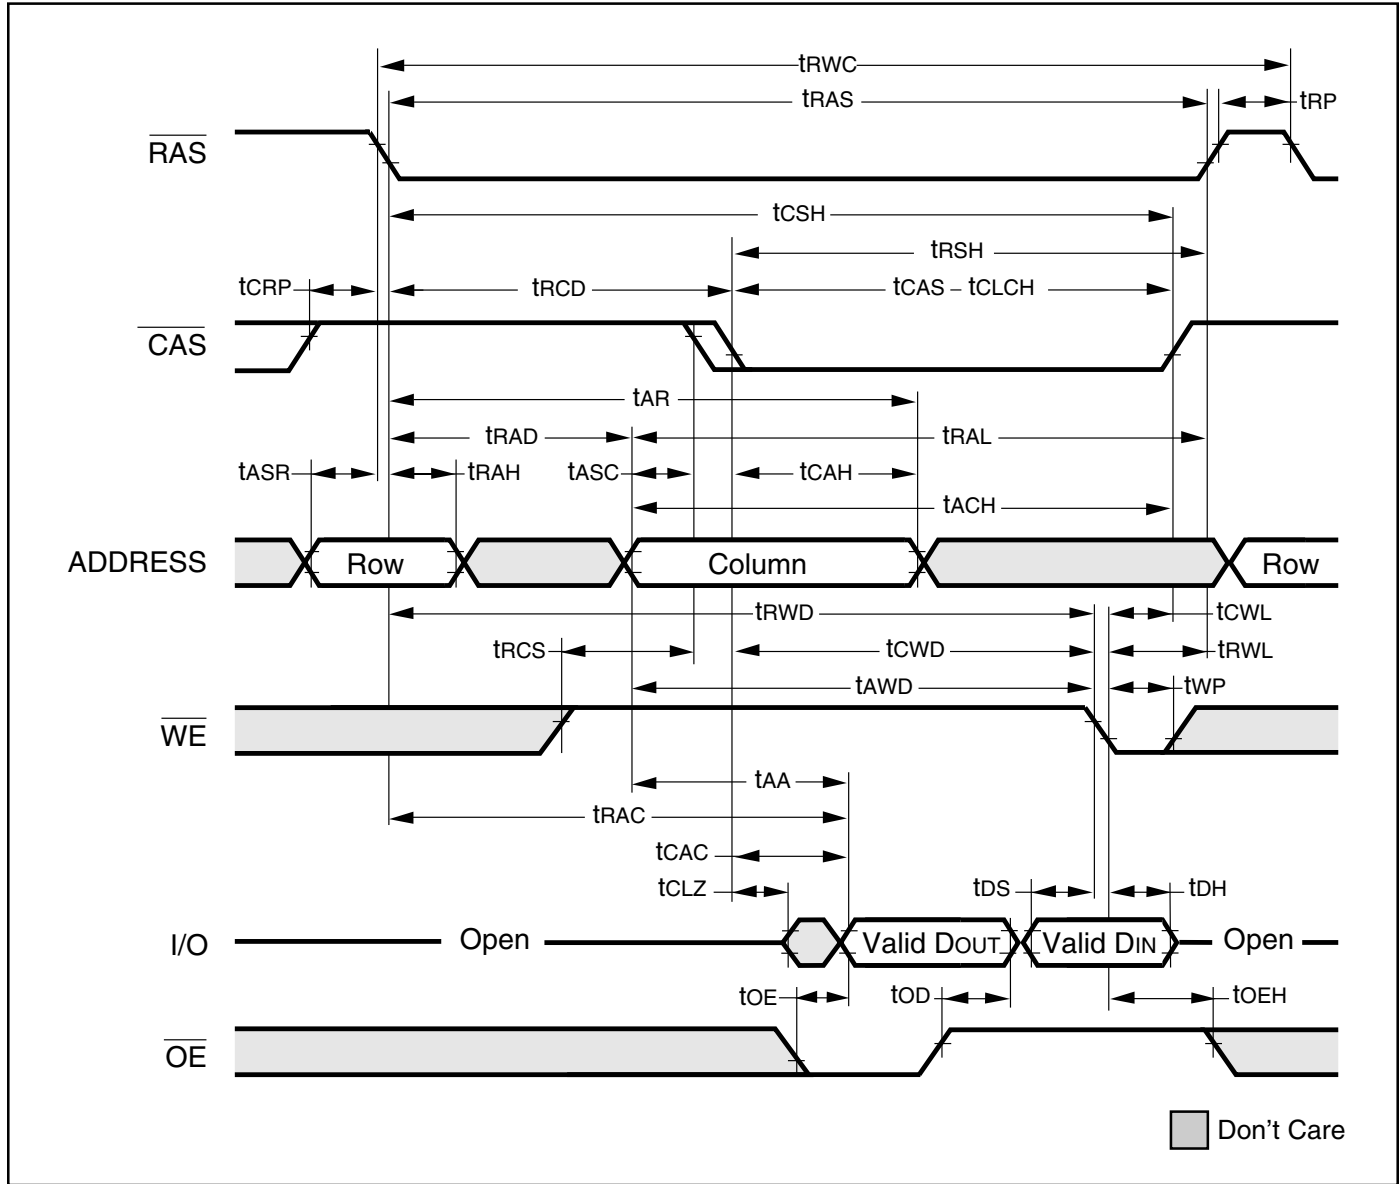 tRWC
tRAS
tRP
RAS
tCSH
tRSH
tCRP
tRCD
tCAS – tCLCH
CAS
tAR
tRAD
tRAL
tASR
tRAH
tASC
tCAH
tACH
ADDRESS
Row
Column
Row
tRWD
tCWL
tRCS
tCWD
tRWL
tAWD
tWP
WE
tAA
tRAC
tCAC
tCLZ
tDS
tDH
I/O
Open
Valid DOUT
Valid DIN
Open
tOE
tOD
tOEH
OE
Don't Care